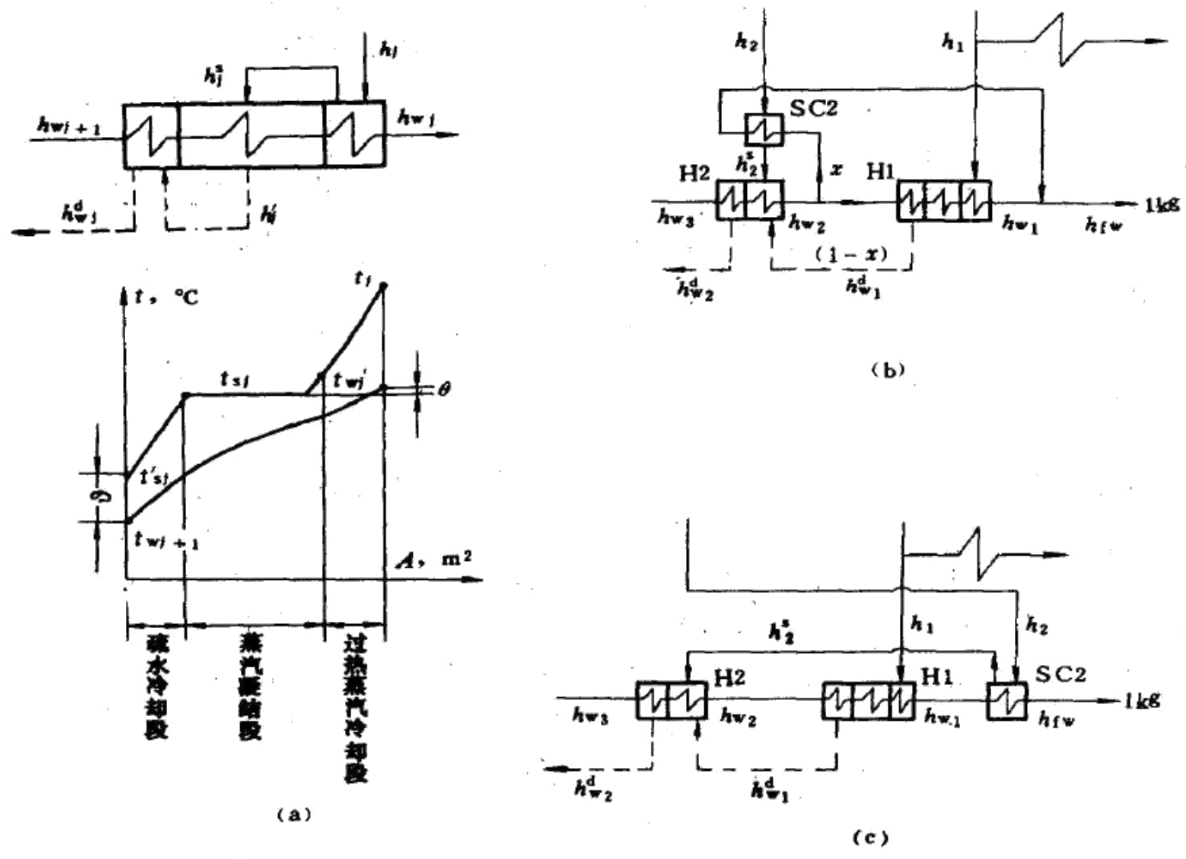 h_j
h_j^s
h_{wj+1}
h_{wj}
h_{wj}^d
h_j'
t, °C
t_j
t_{sj}
t_{wj}'
θ
t'_{sj}
ϑ
t_{wj+1}
A, m²
疏水冷却段
蒸汽凝结段
过热蒸汽冷却段
(a)
h_2
h_1
SC2
h_2^s
x
H2
H1
h_{w3}
h_{w2}
h_{w1}
h_{fw}
1kg
(1-x)
h_{w2}^d
h_{w1}^d
(b)
h_2^s
h_1
h_2
H2
H1
SC2
h_{w3}
h_{w2}
h_{w1}
h_{fw}
1kg
h_{w2}^d
h_{w1}^d
(c)